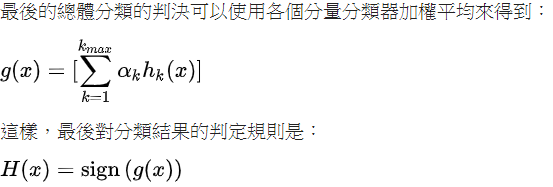 最後的總體分類的判決可以使用各個分量分類器加權平均來得到：
g(x) = [∑_{k=1}^{k_{max}} α_k h_k(x)]
這樣，最後對分類結果的判定規則是：
H(x) = sign (g(x))